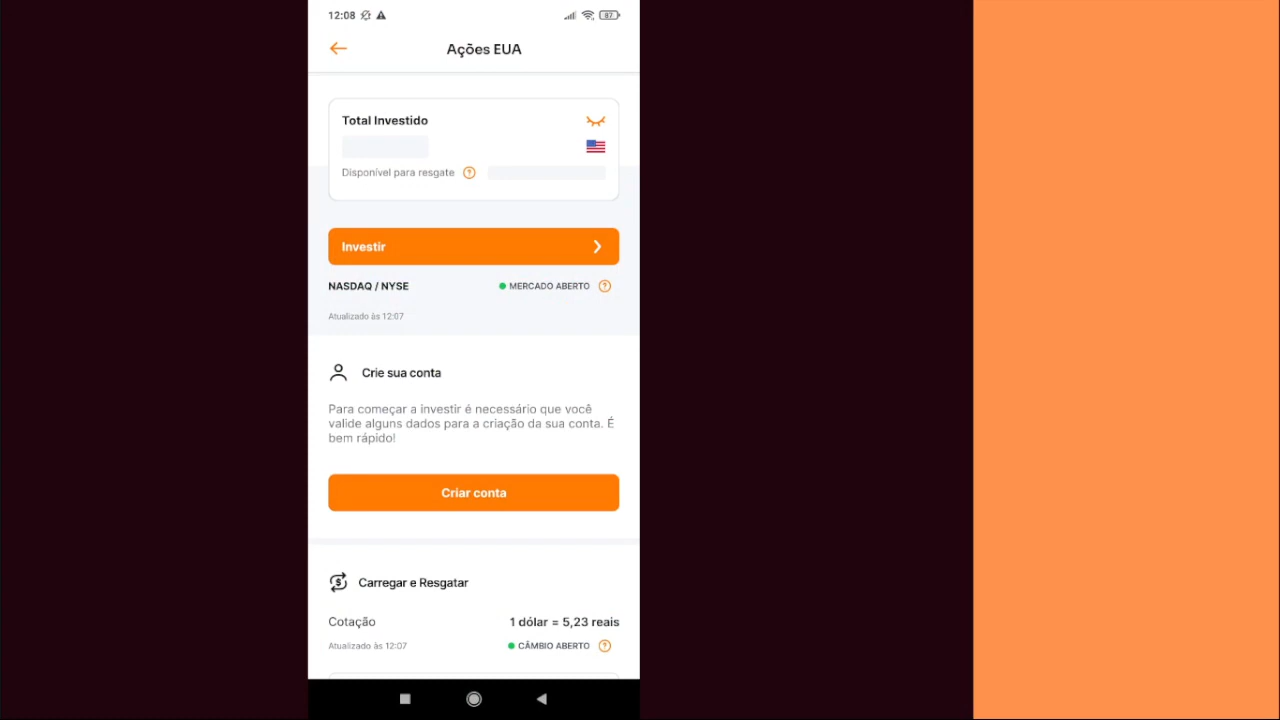 12:08
87
Ações EUA
Total Investido
Disponível para resgate ?
Investir
NASDAQ / NYSE
MERCADO ABERTO ?
Atualizado às 12:07
Crie sua conta
Para começar a investir é necessário que você
valide alguns dados para a criação da sua conta. É
bem rápido!
Criar conta
$ Carregar e Resgatar
Cotação
1 dólar = 5,23 reais
Atualizado às 12:07
CÂMBIO ABERTO ?